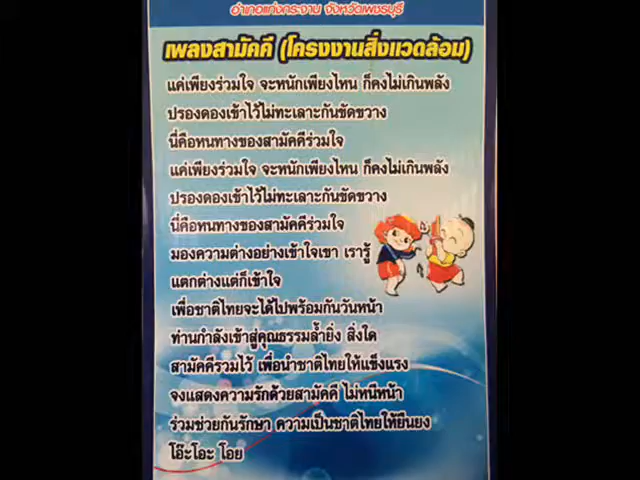 อำเภอแก่งกระจาน จังหวัดเพชรบุรี
เพลงสามัคคี (โครงงานสิ่งแวดล้อม)
แค่เพียงร่วมใจ จะหนักเพียงไหน ก็คงไม่เกินพลัง
ปรองดองเข้าไว้ไม่ทะเลาะกันขัดขวาง
นี่คือหนทางของสามัคคีร่วมใจ
แค่เพียงร่วมใจ จะหนักเพียงไหน ก็คงไม่เกินพลัง
ปรองดองเข้าไว้ไม่ทะเลาะกันขัดขวาง
นี่คือหนทางของสามัคคีร่วมใจ
มองความต่างอย่างเข้าใจเขา เรารู้
แตกต่างแต่ก็เข้าใจ
เพื่อชาติไทยจะได้ไปพร้อมกันวันหน้า
ท่านกำลังเข้าสู่คุณธรรมล้ำยิ่ง สิ่งใด
สามัคคีรวมไว้ เพื่อนำชาติไทยให้แข็งแรง
จงแสดงความรักด้วยสามัคคี ไม่หนีหน้า
ร่วมช่วยกันรักษา ความเป็นชาติไทยให้ยืนยง
โอ๊ะโอะ โอย